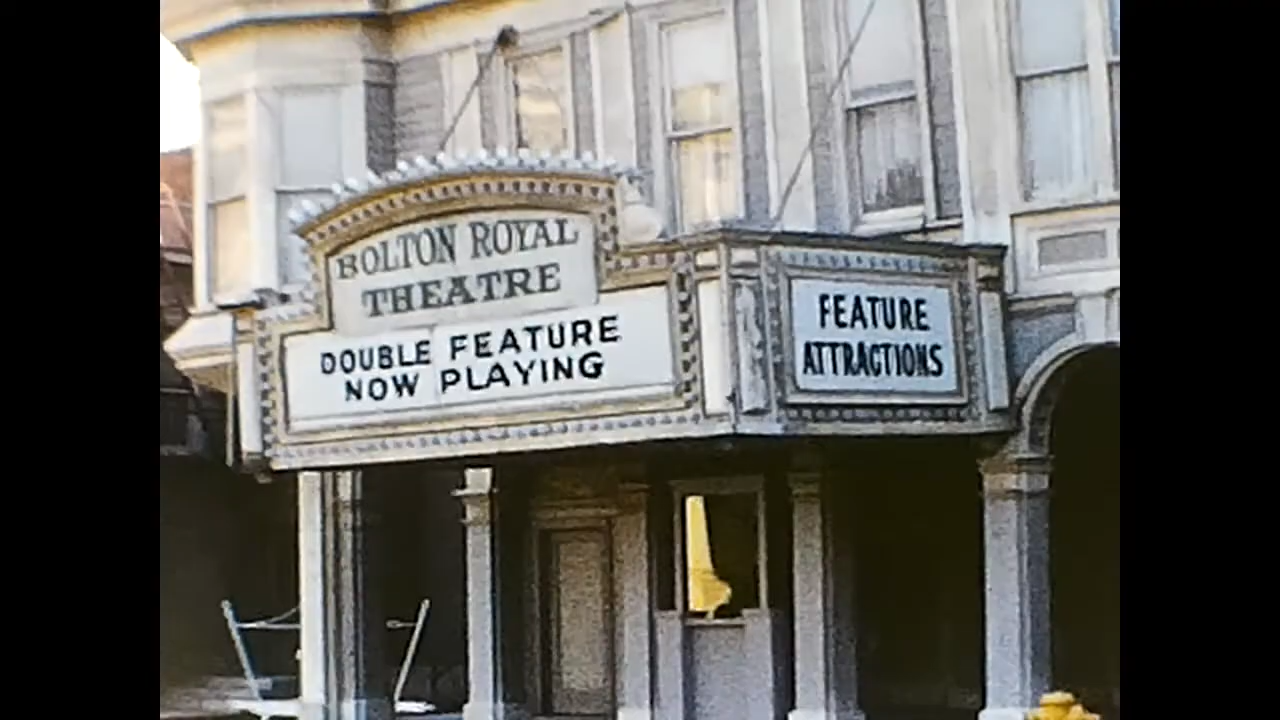 BOLTON ROYAL
THEATRE
DOUBLE FEATURE
NOW PLAYING
FEATURE
ATTRACTIONS